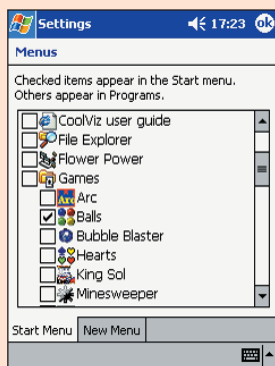 Settings 17:23 ok
Menus
Checked items appear in the Start menu.
Others appear in Programs.
CoolViz user guide
File Explorer
Flower Power
Games
Arc
Balls
Bubble Blaster
Hearts
King Sol
Minesweeper
Start Menu New Menu